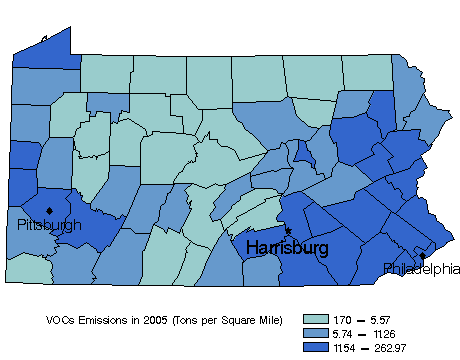 Pittsburgh
Harrisburg
Philadelphia
VOCs Emissions in 2005 (Tons per Square Mile)
1.70 – 5.57
5.74 – 11.26
11.54 – 262.97